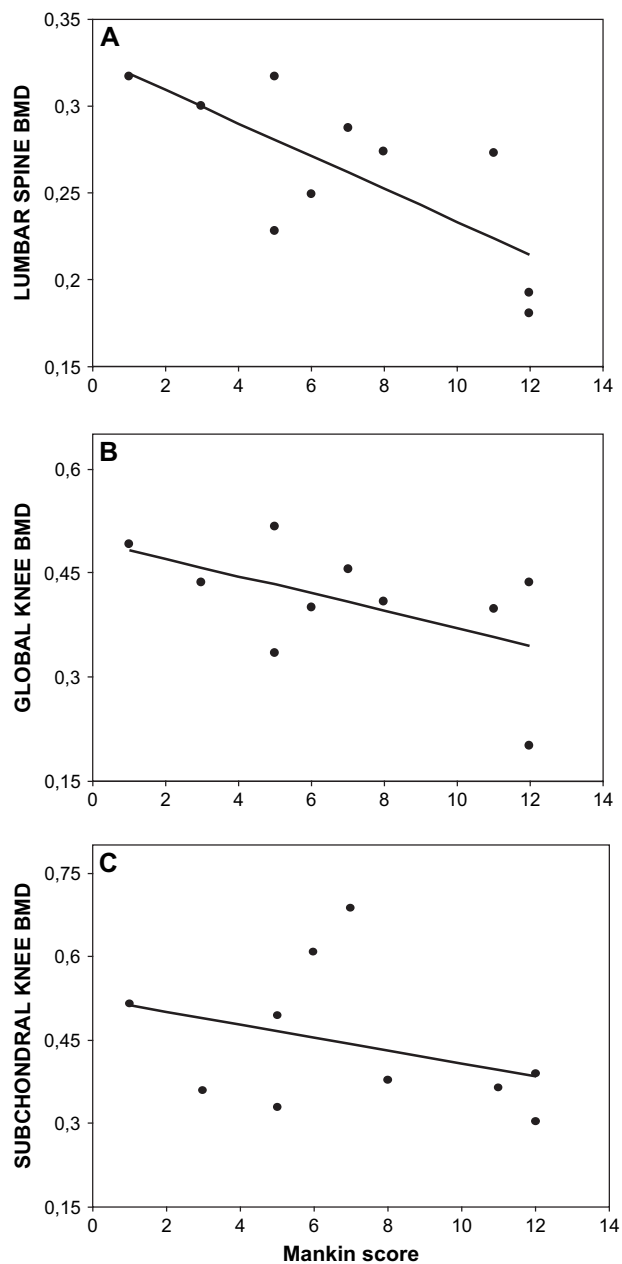 A
LUMBAR SPINE BMD
0,35
0,3
0,25
0,2
0,15
0 2 4 6 8 10 12 14
B
GLOBAL KNEE BMD
0,6
0,45
0,3
0,15
0 2 4 6 8 10 12 14
C
SUBCHONDRAL KNEE BMD
0,75
0,6
0,45
0,3
0,15
0 2 4 6 8 10 12 14
Mankin score